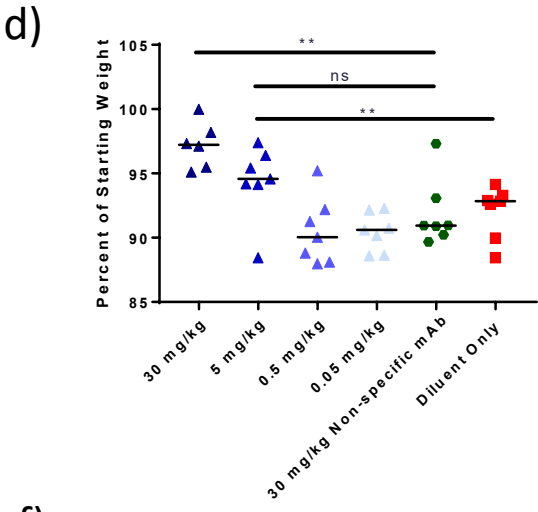 d)
Percent of Starting Weight
105
100
95
90
85
**
ns
**
30 mg/kg
5 mg/kg
0.5 mg/kg
0.05 mg/kg
30 mg/kg Non-specific mAb
Diluent Only